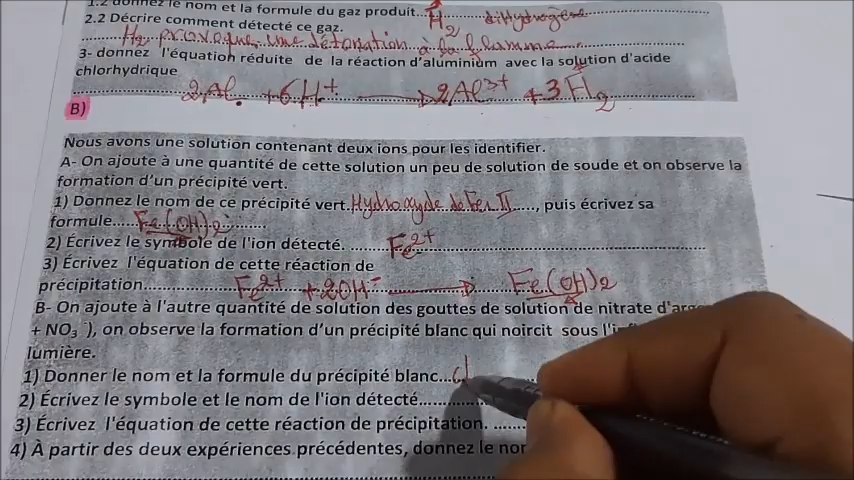 1.2 donnez le nom et la formule du gaz produit. H2 diHydrogène
2.2 Décrire comment détecté ce gaz.
H2 provoque une détonation à la flamme
3- donnez l'équation réduite de la réaction d'aluminium avec la solution d'acide
chlorhydrique
2Al + 6H+ → 2Al3+ + 3H2
B)
Nous avons une solution contenant deux ions pour les identifier.
A- On ajoute à une quantité de cette solution un peu de solution de soude et on observe la
formation d'un précipité vert.
1) Donnez le nom de ce précipité vert. Hydroxyde de Fer II, puis écrivez sa
formule Fe(OH)2
2) Écrivez le symbole de l'ion détecté. Fe2+
3) Écrivez l'équation de cette réaction de
précipitation Fe2+ + 2OH- → Fe(OH)2
B- On ajoute à l'autre quantité de solution des gouttes de solution de nitrate
+ NO3-), on observe la formation d'un précipité blanc qui noircit sous
lumière.
1) Donner le nom et la formule du précipité blanc...
2) Écrivez le symbole et le nom de l'ion détecté
3) Écrivez l'équation de cette réaction de précipitation.
4) À partir des deux expériences précédentes, donnez le